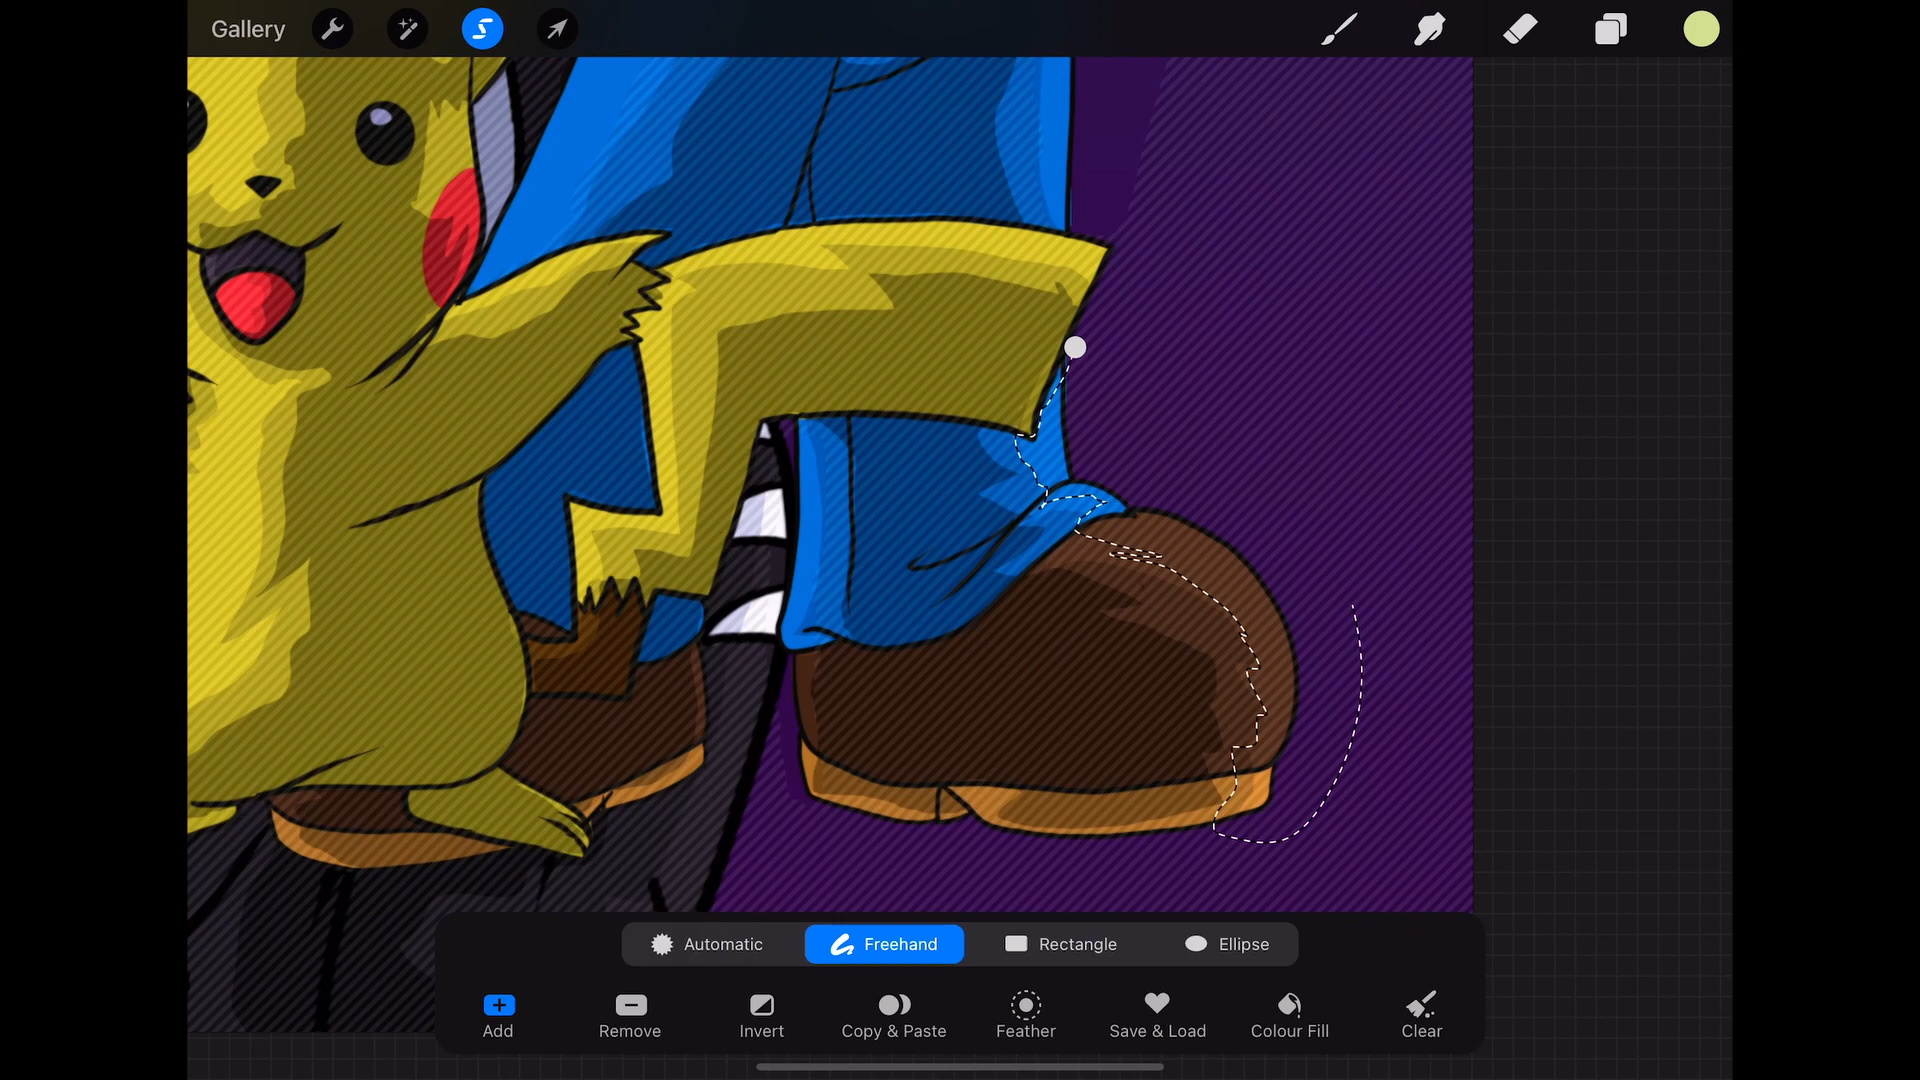 Gallery
Automatic
Freehand
Rectangle
Ellipse
Add
Remove
Invert
Copy & Paste
Feather
Save & Load
Colour Fill
Clear